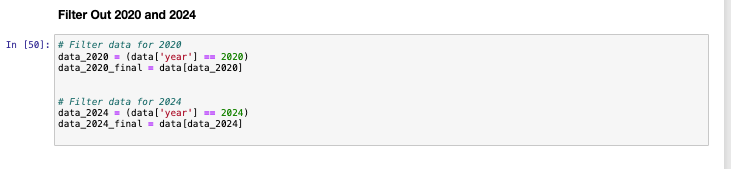 Filter Out 2020 and 2024
In [50]: # Filter data for 2020
data_2020 = (data['year'] == 2020)
data_2020_final = data[data_2020]
# Filter data for 2024
data_2024 = (data['year'] == 2024)
data_2024_final = data[data_2024]